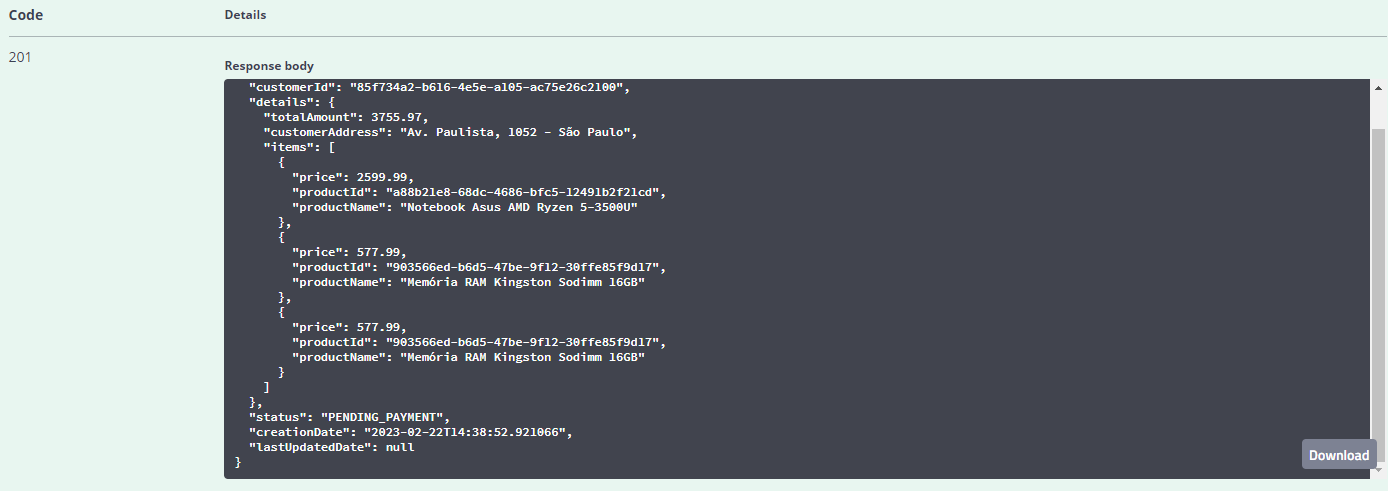 Code Details
201
Response body
"customerId": "85f734a2-b616-4e5e-a105-ac75e26c2100",
"details": {
"totalAmount": 3755.97,
"customerAddress": "Av. Paulista, 1052 - São Paulo",
"items": [
{
"price": 2599.99,
"productId": "a88b21e8-68dc-4686-bfc5-12491b2f21cd",
"productName": "Notebook Asus AMD Ryzen 5-3500U"
},
{
"price": 577.99,
"productId": "903566ed-b6d5-47be-9f12-30ffe85f9d17",
"productName": "Memória RAM Kingston Sodimm 16GB"
},
{
"price": 577.99,
"productId": "903566ed-b6d5-47be-9f12-30ffe85f9d17",
"productName": "Memória RAM Kingston Sodimm 16GB"
}
]
},
"status": "PENDING_PAYMENT",
"creationDate": "2023-02-22T14:38:52.921066",
"lastUpdatedDate": null
}
Download